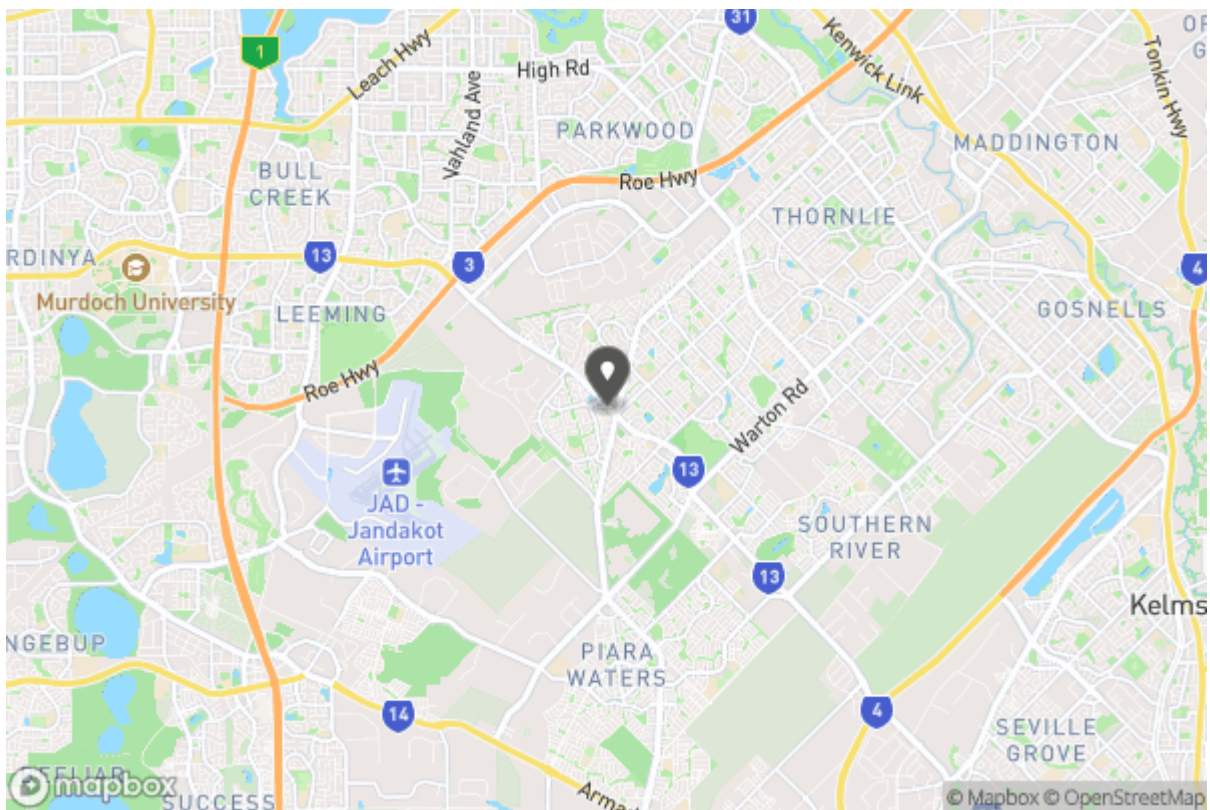 31
1
Leach Hwy
High Rd
Kenwick Link
Tonkin Hwy
Vahland Ave
PARKWOOD
MADDINGTON
BULL
CREEK
Roe Hwy
THORNLIE
RDINYA
13
3
4
Murdoch University
LEEMING
GOSNELLS
Roe Hwy
Warton Rd
13
JAD -
Jandakot
Airport
SOUTHERN
RIVER
13
Kelms
NGEBUP
PIARA
WATERS
14
4
SEVILLE
GROVE
mapbox
SUCCESS
Armad
© Mapbox © OpenStreetMap